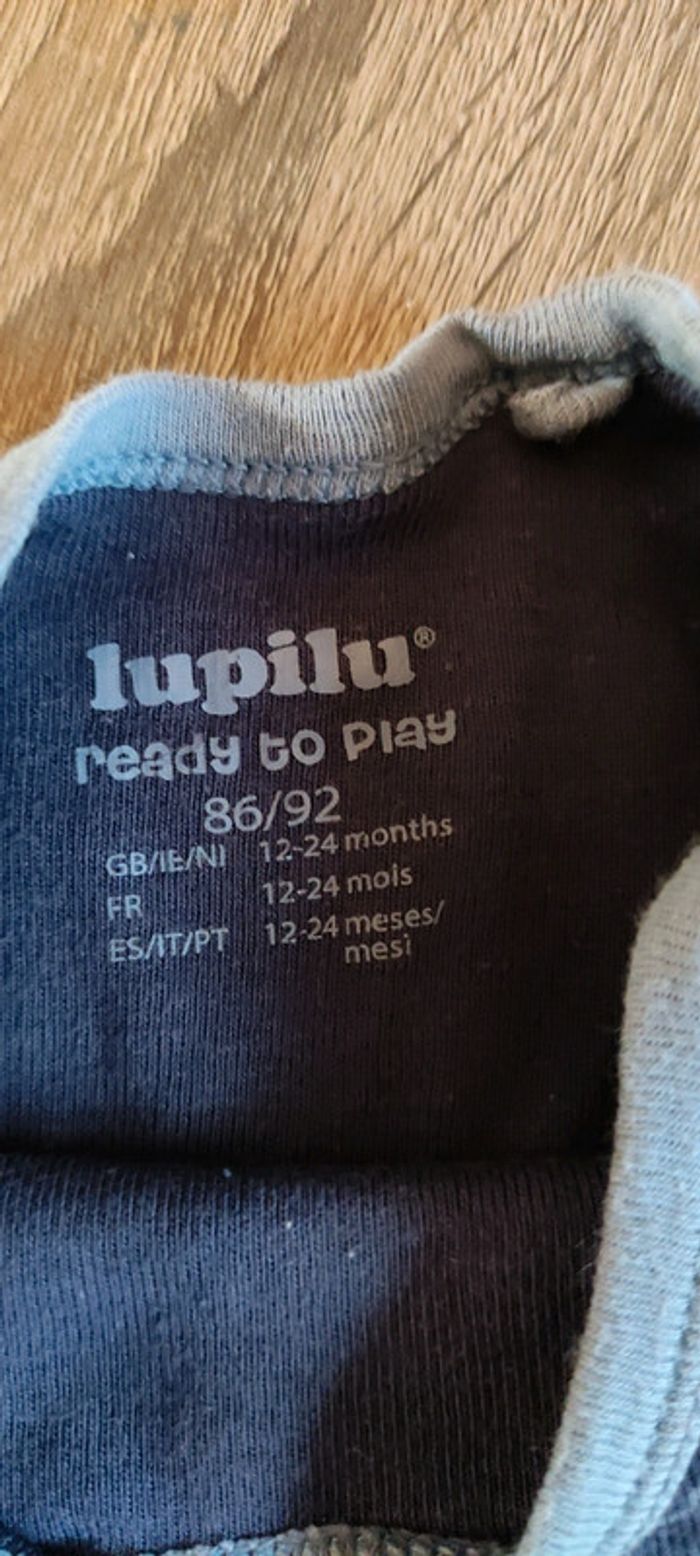 lupilu®
ready to play
86/92
GB/IE/NI 12-24 months
FR 12-24 mois
ES/IT/PT 12-24 meses/
mesi